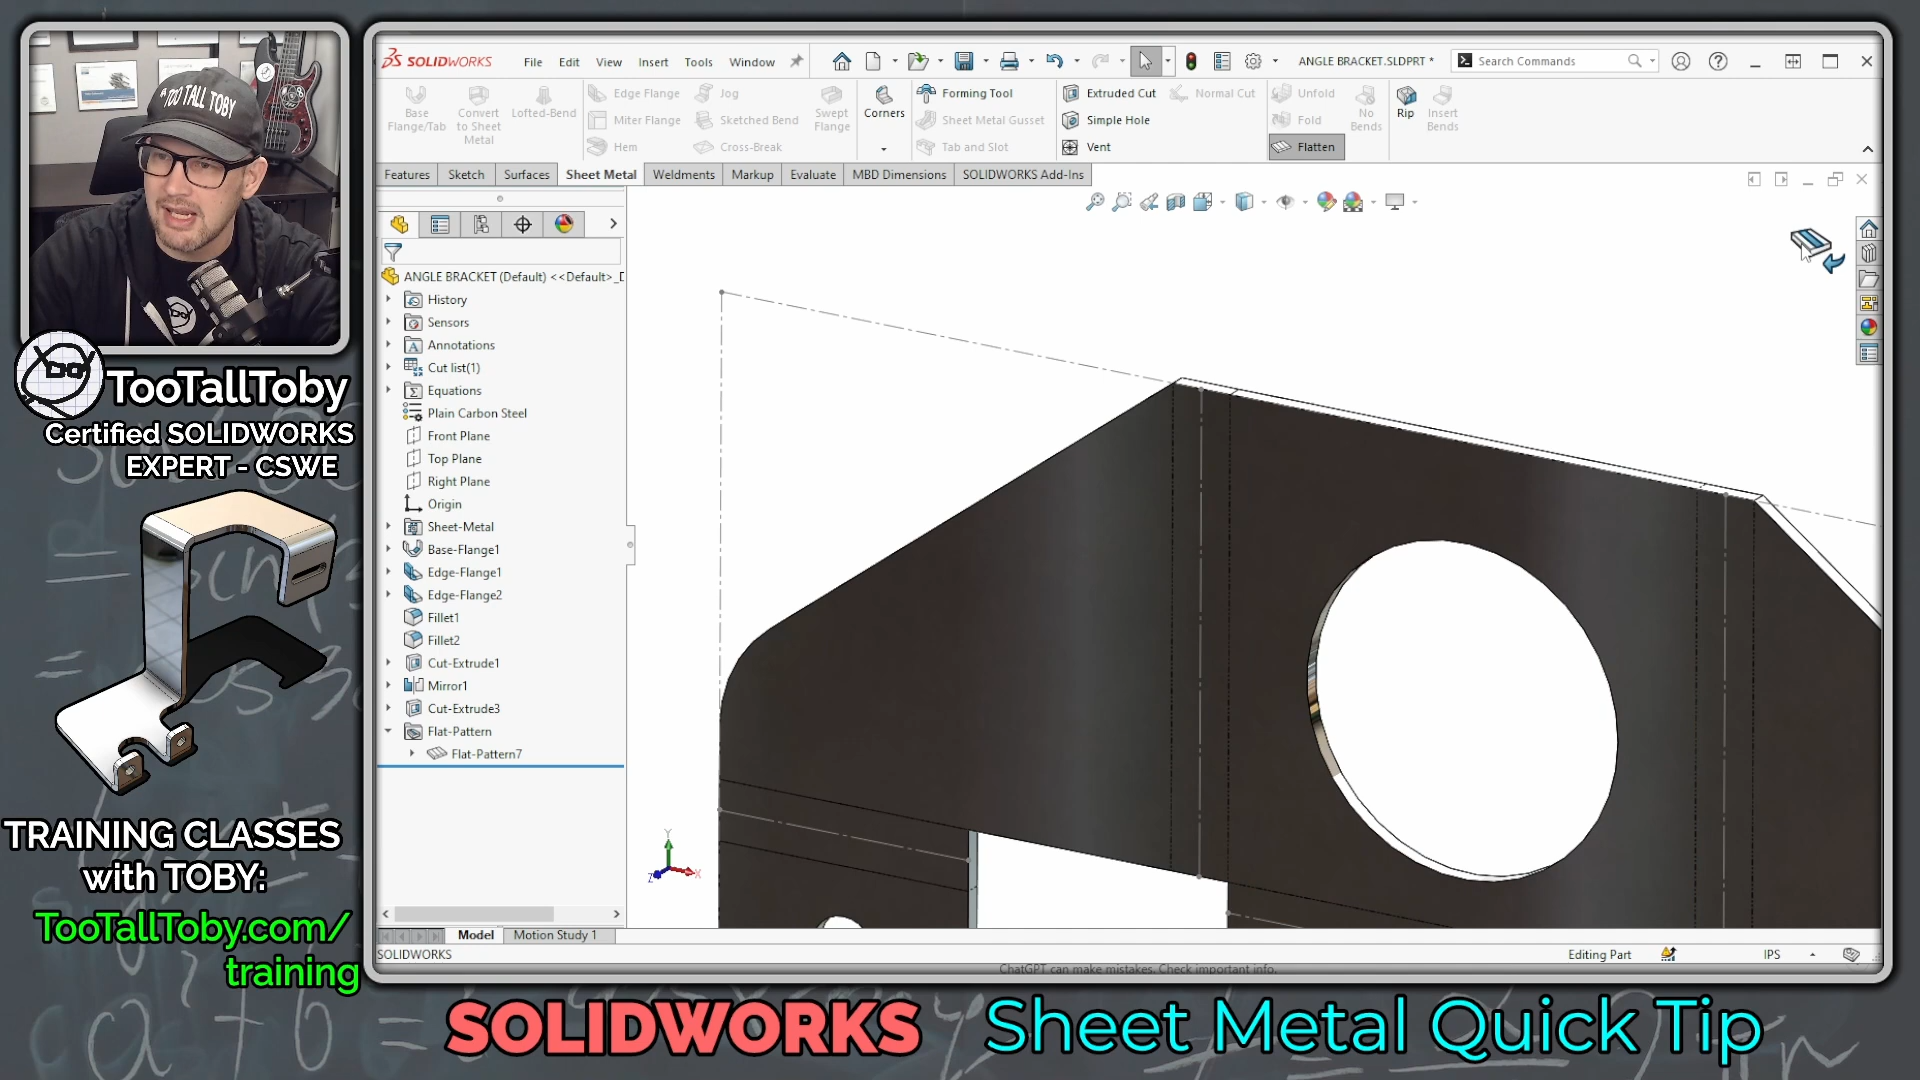 "TOO TALL TOBY
TooTallToby
Certified SOLIDWORKS
EXPERT - CSWE
TRAINING CLASSES
with TOBY:
TooTallToby.com/
training
SOLIDWORKS
File Edit View Insert Tools Window
ANGLE BRACKET.SLDPRT *
Search Commands
Base Flange/Tab
Convert to Sheet Metal
Lofted-Bend
Edge Flange
Miter Flange
Hem
Jog
Sketched Bend
Cross-Break
Swept Flange
Corners
Forming Tool
Sheet Metal Gusset
Tab and Slot
Extruded Cut
Simple Hole
Vent
Normal Cut
Unfold
Fold
Flatten
No Bends
Rip
Insert Bends
Features Sketch Surfaces Sheet Metal Weldments Markup Evaluate MBD Dimensions SOLIDWORKS Add-Ins
ANGLE BRACKET (Default) <<Default>_D
History
Sensors
Annotations
Cut list(1)
Equations
Plain Carbon Steel
Front Plane
Top Plane
Right Plane
Origin
Sheet-Metal
Base-Flange1
Edge-Flange1
Edge-Flange2
Fillet1
Fillet2
Cut-Extrude1
Mirror1
Cut-Extrude3
Flat-Pattern
Flat-Pattern7
Y
X
Z
Model Motion Study 1
SOLIDWORKS
Editing Part
IPS
ChatGPT can make mistakes. Check important info.
SOLIDWORKS Sheet Metal Quick Tip